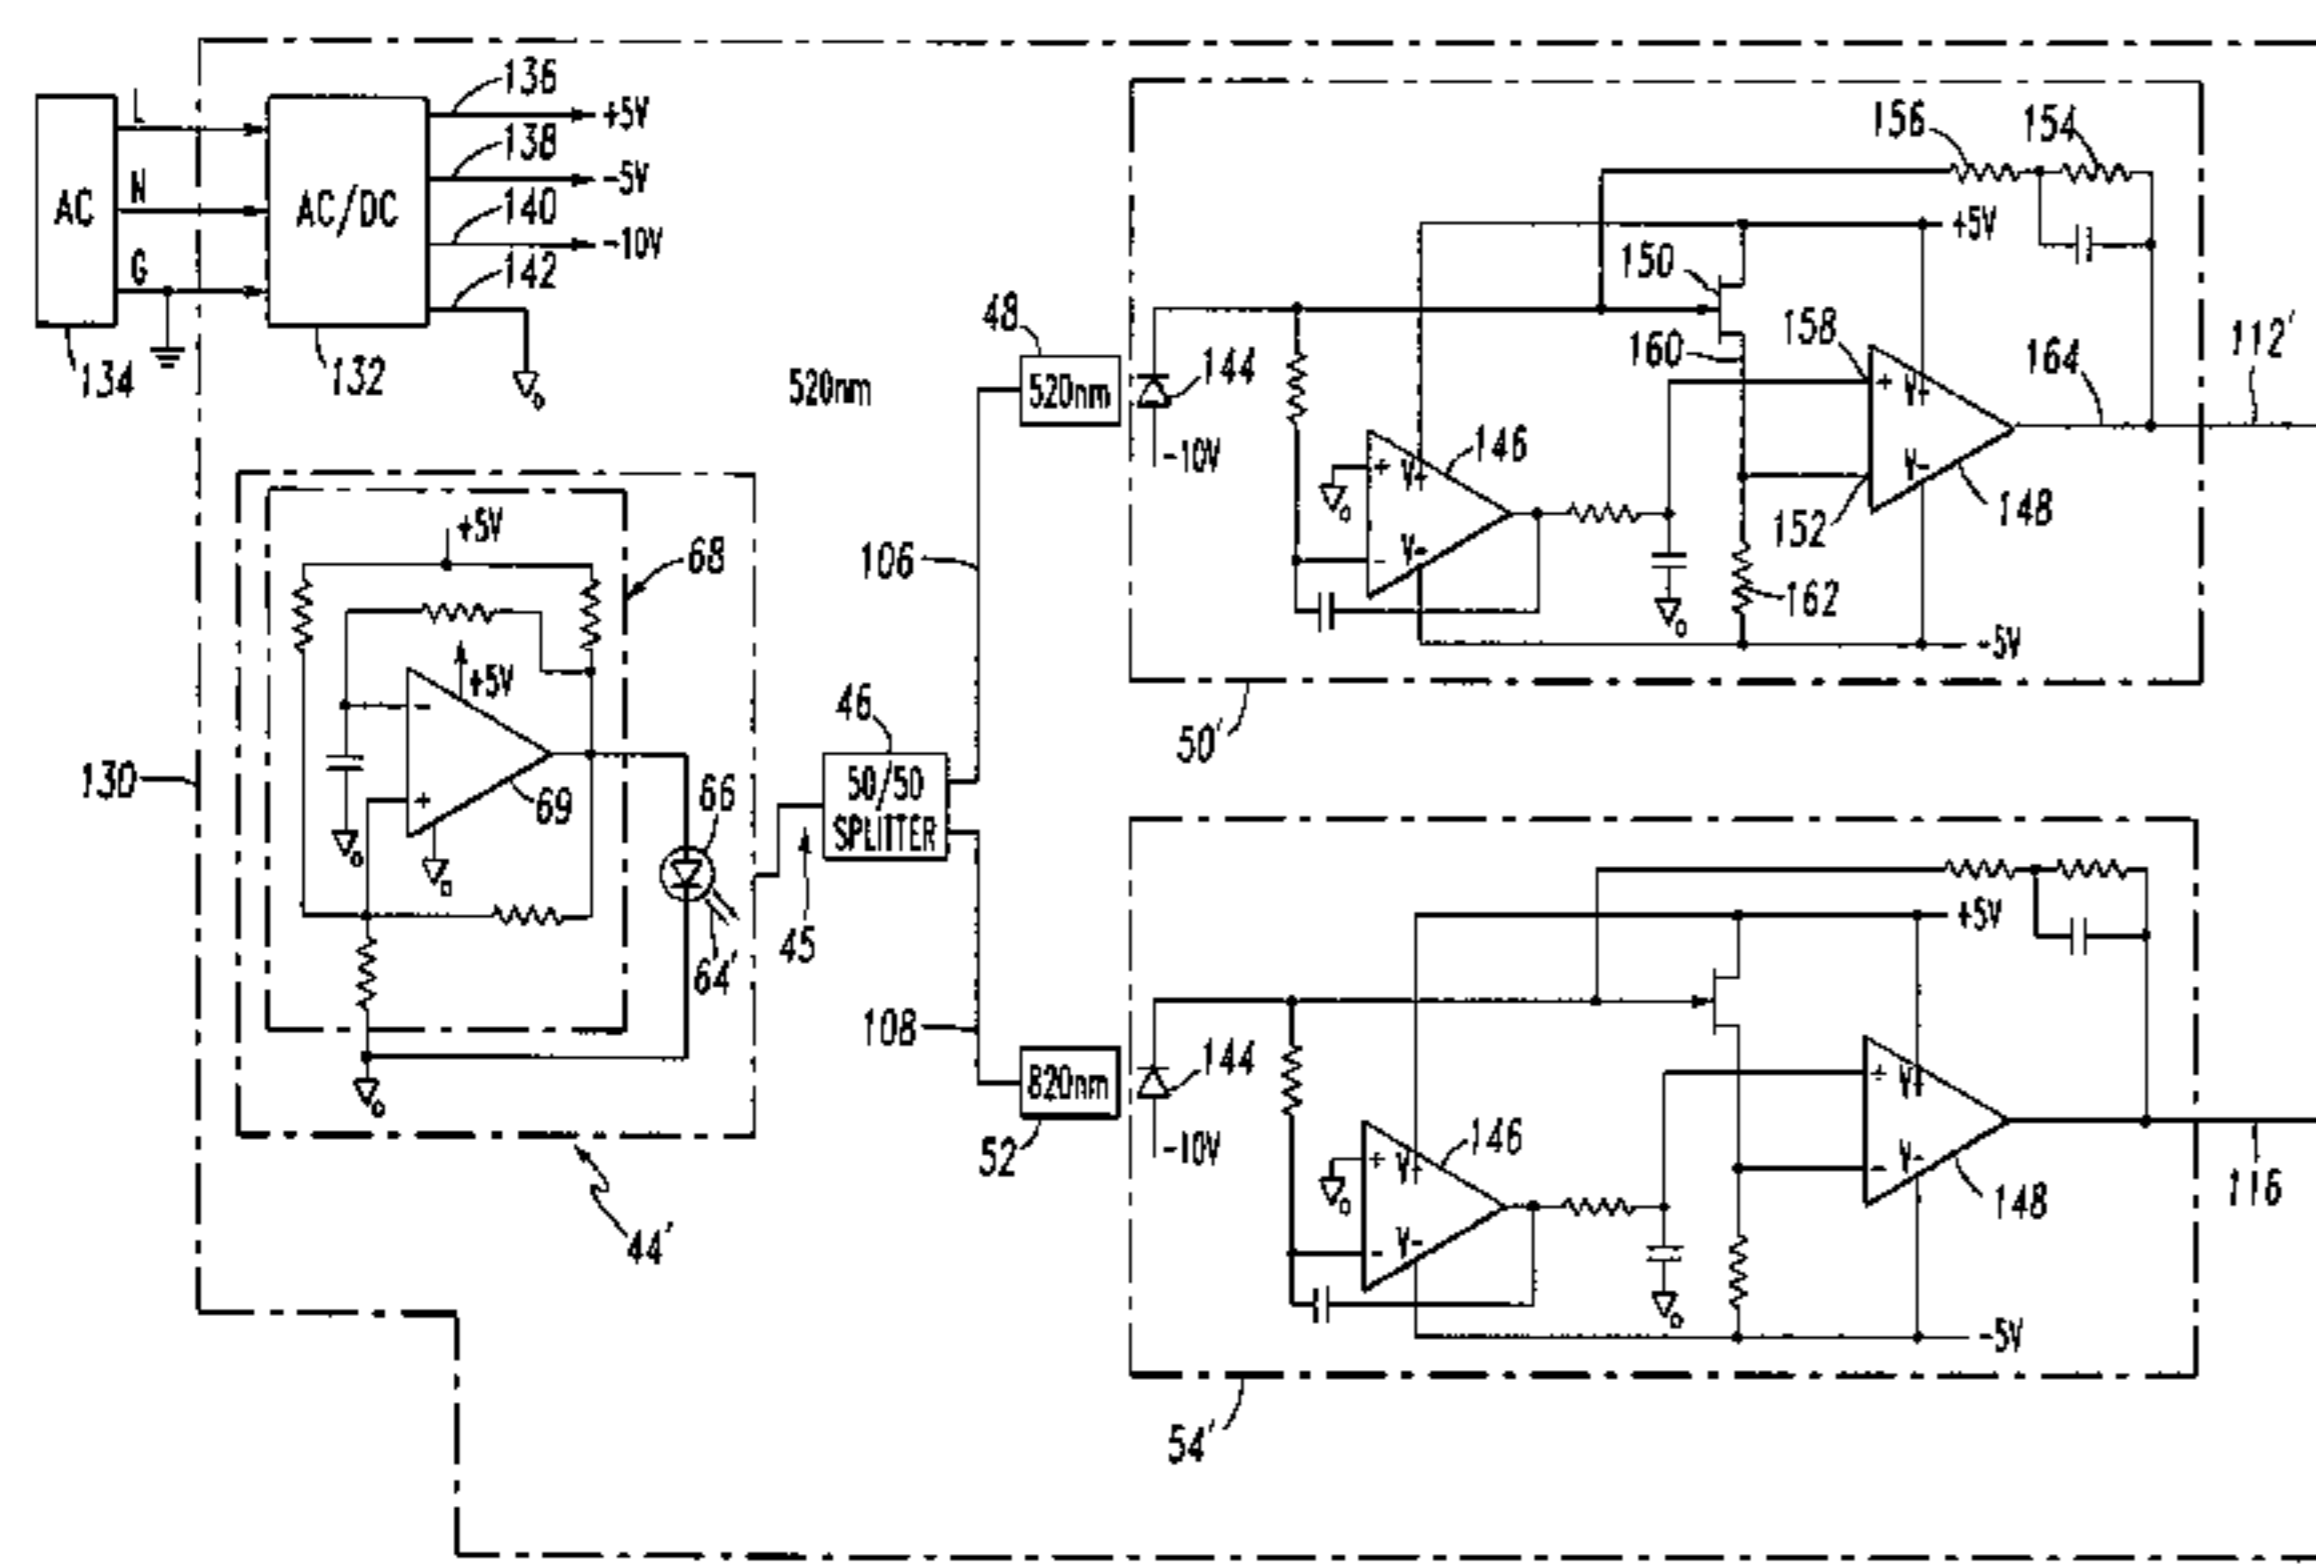 136
+5V
138
-5V
140
-10V
142
L
N
G
AC
AC/DC
134
132
156
154
+5V
150
48
158
160
164
112'
520nm
520nm
144
-10V
146
+
V+
-
V-
+
V+
V-
148
152
162
-5V
106
50'
+5V
68
+5V
-
+
69
46
50/50
SPLITTER
130
66
64'
45
44'
108
820nm
52
+5V
144
-10V
146
+
V+
-
V-
+
V+
-
V-
148
116
-5V
54'